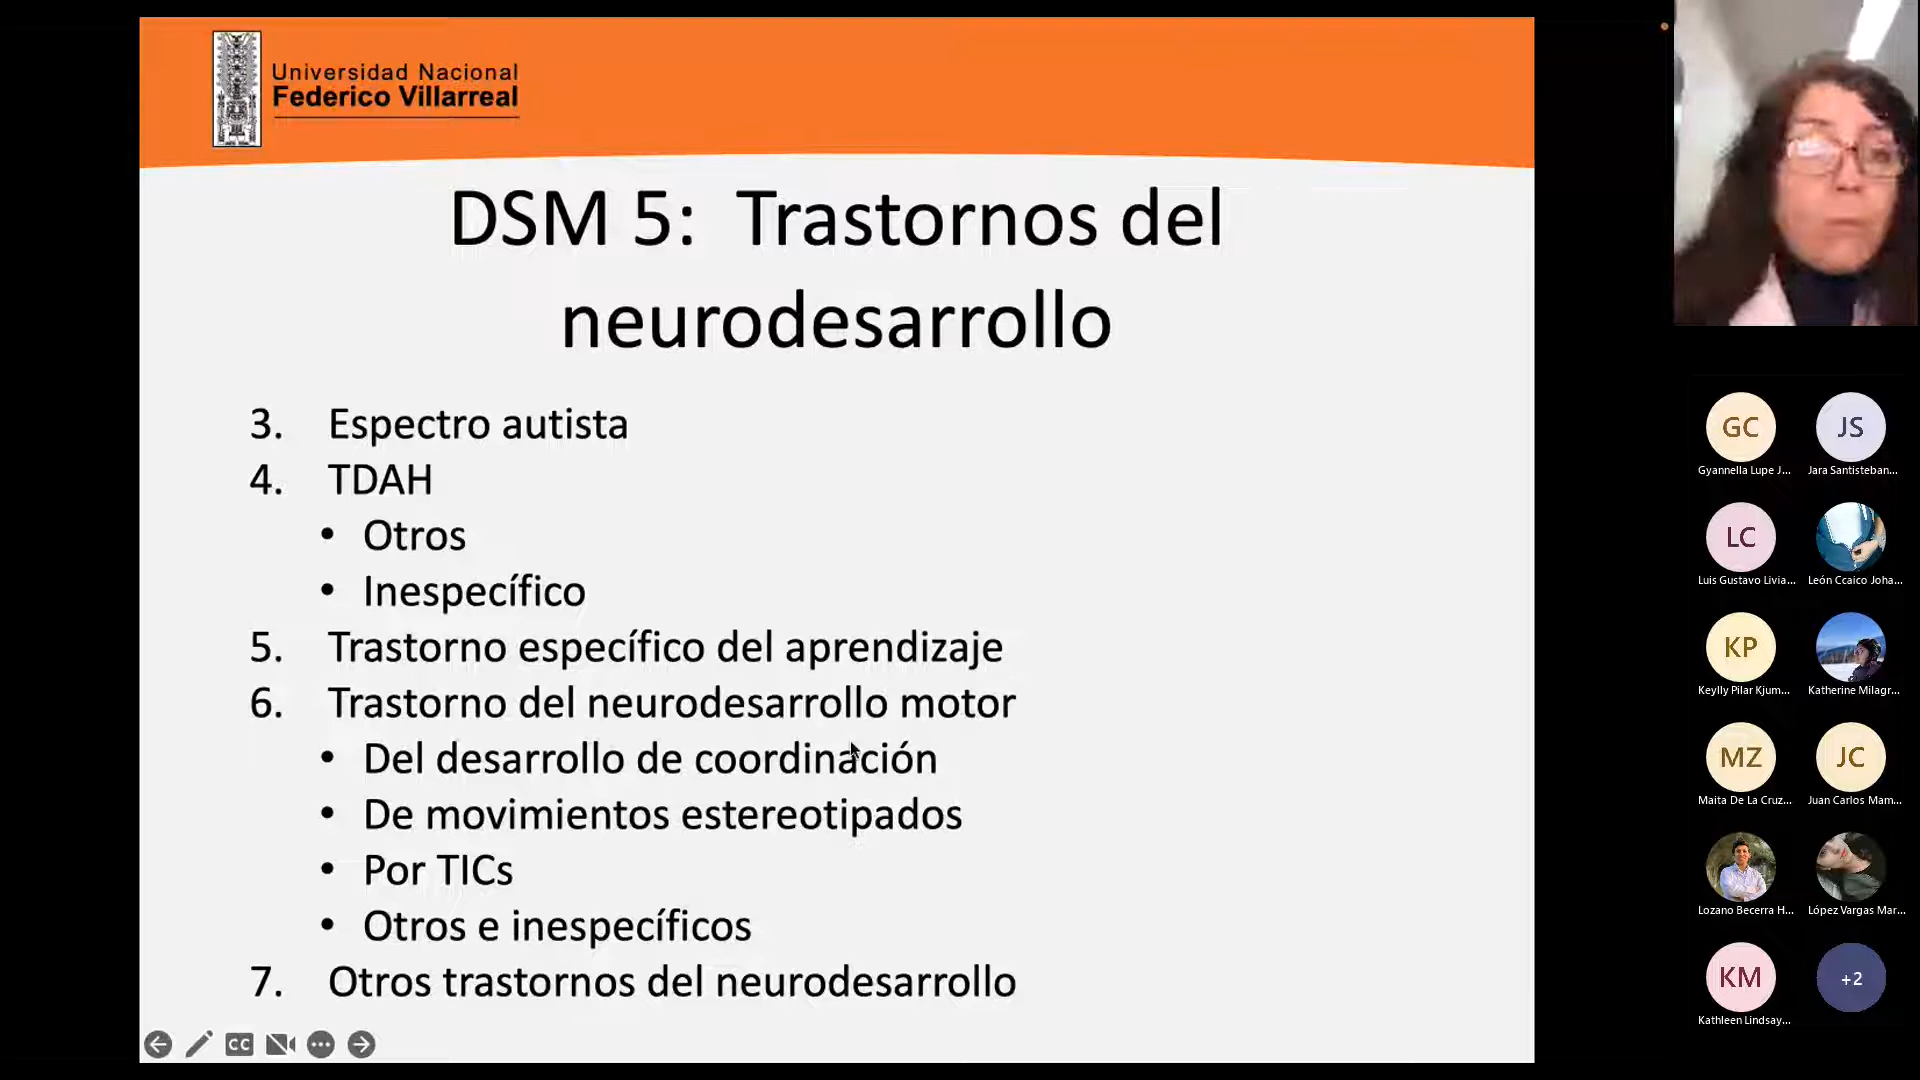 Universidad Nacional
Federico Villarreal
DSM 5: Trastornos del
neurodesarrollo
3. Espectro autista
4. TDAH
• Otros
• Inespecífico
5. Trastorno específico del aprendizaje
6. Trastorno del neurodesarrollo motor
• Del desarrollo de coordinación
• De movimientos estereotipados
• Por TICs
• Otros e inespecíficos
7. Otros trastornos del neurodesarrollo
CC
GC
Gyannella Lupe J...
JS
Jara Santisteban...
LC
Luis Gustavo Livia...
León Ccaico Joha...
KP
Keylly Pilar Kjum...
Katherine Milagr...
MZ
Maita De La Cruz...
JC
Juan Carlos Mam...
Lozano Becerra H...
López Vargas Mar...
KM
Kathleen Lindsay...
+2